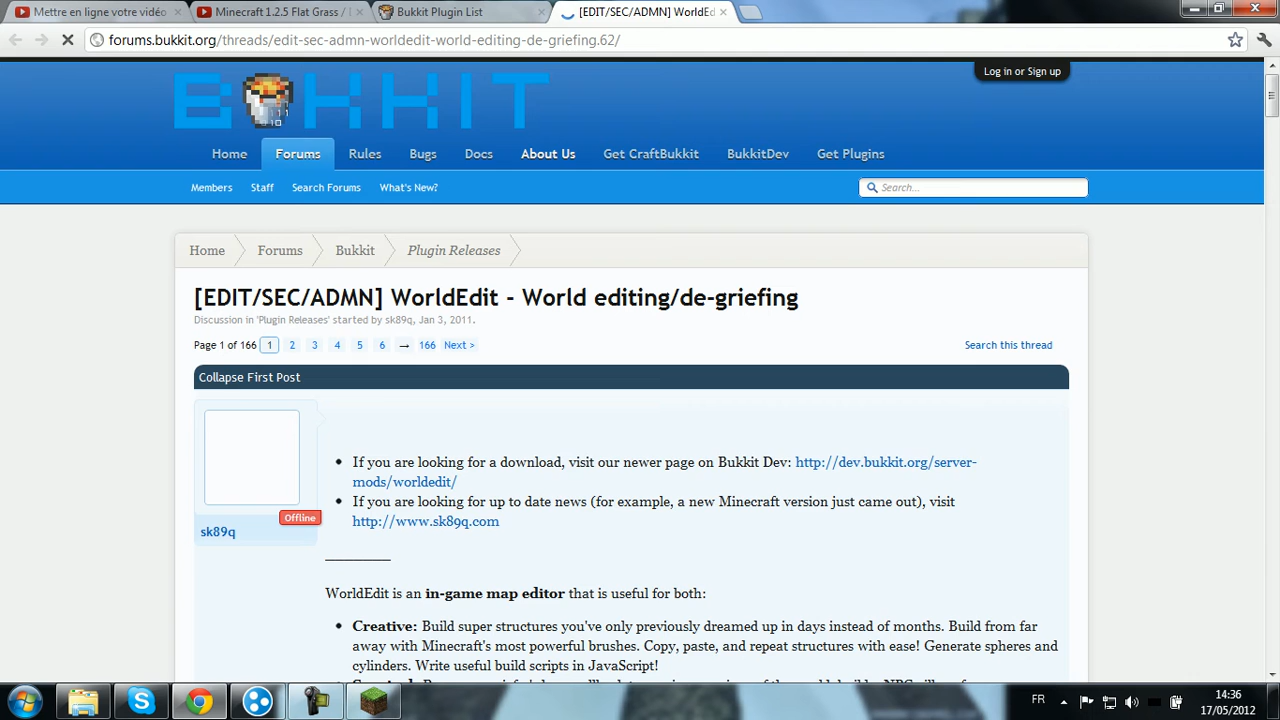 Mettre en ligne votre vidéo
Minecraft 1.2.5 Flat Grass / [
Bukkit Plugin List
[EDIT/SEC/ADMN] WorldEd
forums.bukkit.org/threads/edit-sec-admn-worldedit-world-editing-de-griefing.62/
Log in or Sign up
BUKKIT
Home
Forums
Rules
Bugs
Docs
About Us
Get CraftBukkit
BukkitDev
Get Plugins
Members
Staff
Search Forums
What's New?
Search...
Home
Forums
Bukkit
Plugin Releases
[EDIT/SEC/ADMN] WorldEdit - World editing/de-griefing
Discussion in 'Plugin Releases' started by sk89q, Jan 3, 2011.
Page 1 of 166 1 2 3 4 5 6 → 166 Next >
Search this thread
Collapse First Post
Offline
sk89q
• If you are looking for a download, visit our newer page on Bukkit Dev: http://dev.bukkit.org/server-
mods/worldedit/
• If you are looking for up to date news (for example, a new Minecraft version just came out), visit
http://www.sk89q.com
WorldEdit is an in-game map editor that is useful for both:
• Creative: Build super structures you've only previously dreamed up in days instead of months. Build from far
away with Minecraft's most powerful brushes. Copy, paste, and repeat structures with ease! Generate spheres and
cylinders. Write useful build scripts in JavaScript!
FR
14:36
17/05/2012